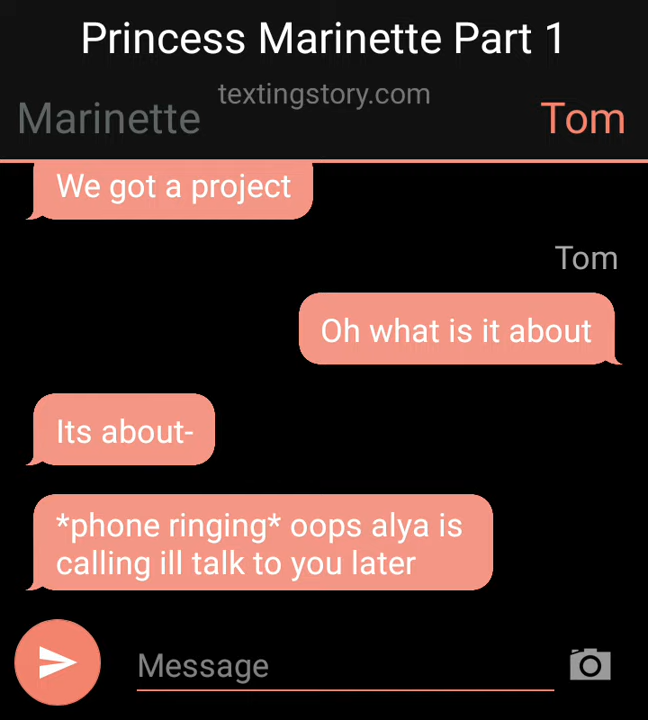 Princess Marinette Part 1
textingstory.com
Marinette
Tom
We got a project
Tom
Oh what is it about
Its about-
*phone ringing* oops alya is
calling ill talk to you later
Message